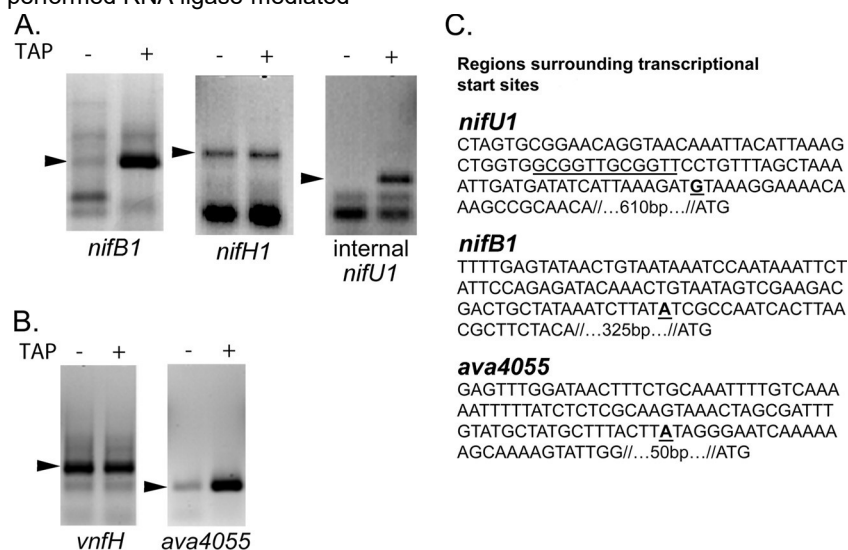 performed RNA ligase-mediated
A.
TAP - + - + - +
nifB1 nifH1 internal
nifU1
B.
TAP - + - +
vnfH ava4055
C.
Regions surrounding transcriptional
start sites
nifU1
CTAGTGCGGAACAGGTAACAAATTACATTAAAG
CTGGTGGCGGTTGCGGTTCCTGTTTAGCTAAA
ATTGATGATATCATTAAAGATGTAAAGGAAAACA
AAGCCGCAACA//...610bp...//ATG
nifB1
TTTTGAGTATAACTGTAATAAATCCAATAAATTCT
ATTCCAGAGATACAAACTGTAATAGTCGAAGAC
GACTGCTATAAATCTTATATCGCCAATCACTTAA
CGCTTCTACA//...325bp...//ATG
ava4055
GAGTTTGGATAACTTTCTGCAAATTTTGTCAAA
AATTTTTATCTCTCGCAAGTAAACTAGCGATTT
GTATGCTATGCTTTACTTATAGGGAATCAAAAA
AGCAAAAGTATTGG//...50bp...//ATG